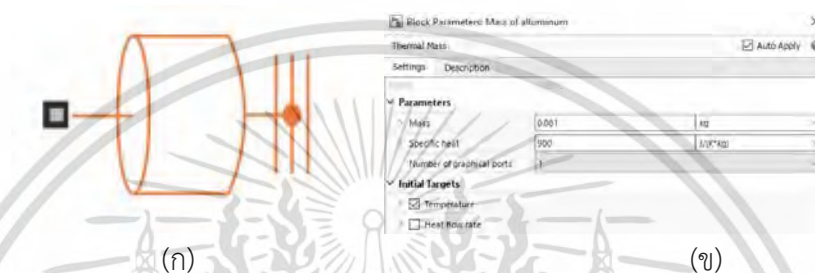 Block Parameters: Mass of alluminum
Thermal Mass
Auto Apply
Settings Description
Parameters
Mass 0.001 kg
Specific heat 900 J/(K*kg)
Number of graphical ports 1
Initial Targets
Temperature
Heat flow rate
(ก) (ข)